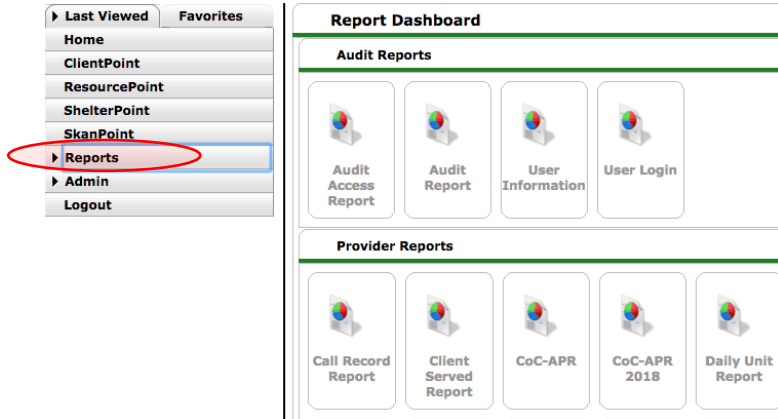 Last Viewed Favorites
Home
ClientPoint
ResourcePoint
ShelterPoint
SkanPoint
Reports
Admin
Logout
Report Dashboard
Audit Reports
Audit
Access
Report
Audit
Report
User
Information
User Login
Provider Reports
Call Record
Report
Client
Served
Report
CoC-APR
CoC-APR
2018
Daily Unit
Report